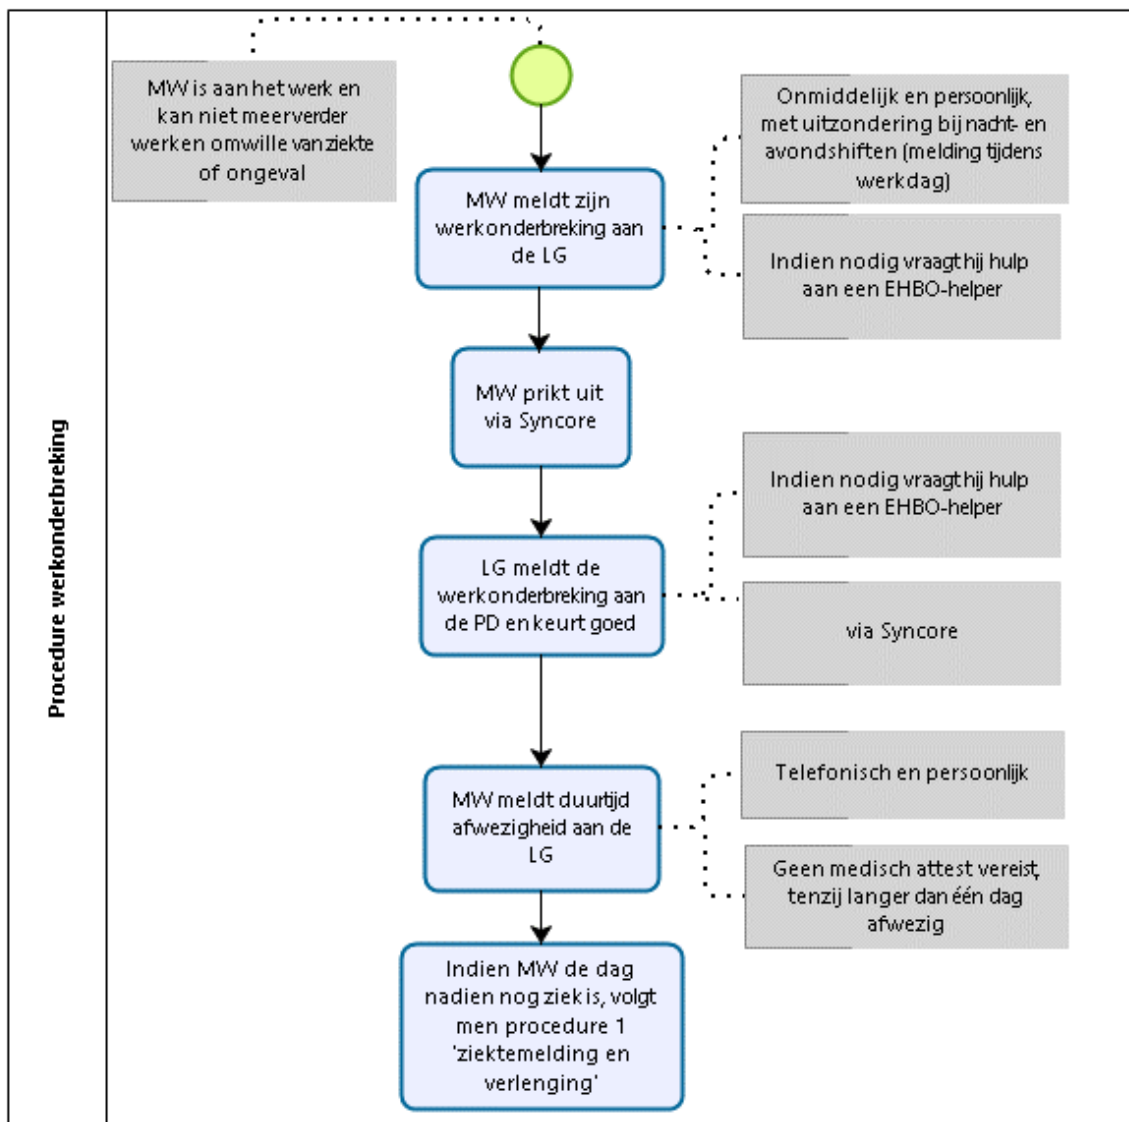 Procedure werkonderbreking
MW is aan het werk en
kan niet meer verder
werken omwille van ziekte
of ongeval
Onmiddelijk en persoonlijk,
met uitzondering bij nacht- en
avondshiften (melding tijdens
werkdag)
MW meldt zijn
werkonderbreking aan
de LG
Indien nodig vraagt hij hulp
aan een EHBO-helper
MW prikt uit
via Syncore
Indien nodig vraagt hij hulp
aan een EHBO-helper
LG meldt de
werkonderbreking aan
de PD en keurt goed
via Syncore
Telefonisch en persoonlijk
MW meldt duurtijd
afwezigheid aan de
LG
Geen medisch attest vereist,
tenzij langer dan één dag
afwezig
Indien MW de dag
nadien nog ziek is, volgt
men procedure 1
'ziektemelding en
verlenging'